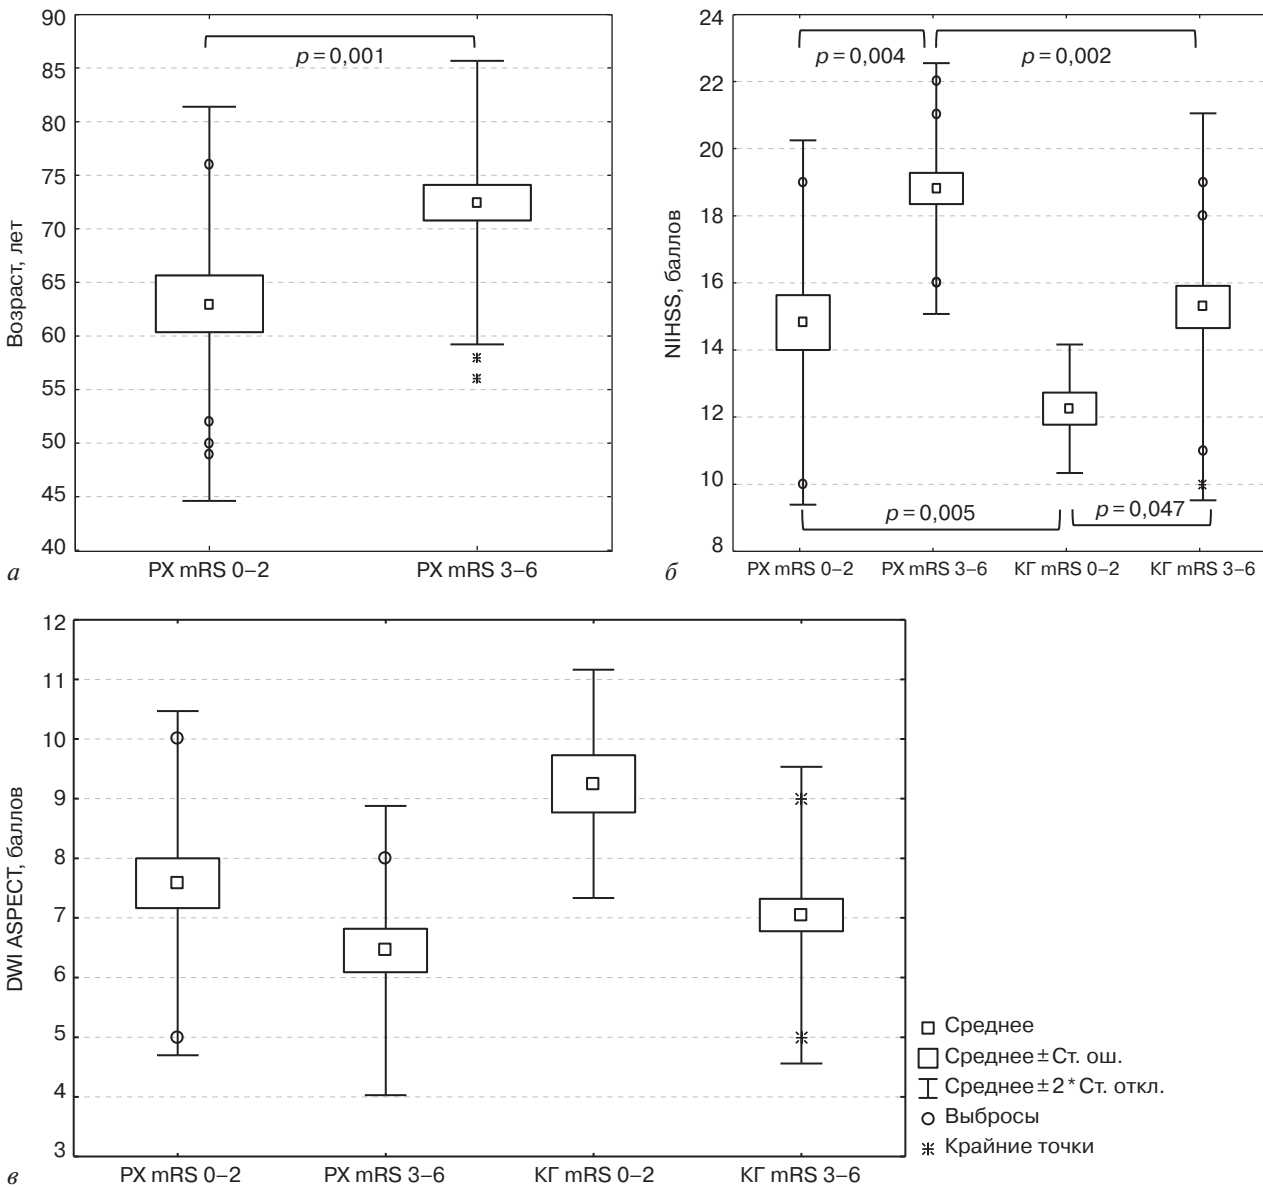 90
85
80
75
70
65
60
55
50
45
40
Возраст, лет
p = 0,001
РХ mRS 0–2
РХ mRS 3–6
а
24
22
20
18
16
14
12
10
8
NIHSS, баллов
p = 0,004
p = 0,002
p = 0,005
p = 0,047
РХ mRS 0–2
РХ mRS 3–6
КГ mRS 0–2
КГ mRS 3–6
б
12
11
10
9
8
7
6
5
4
3
DWI ASPECT, баллов
РХ mRS 0–2
РХ mRS 3–6
КГ mRS 0–2
КГ mRS 3–6
в
Среднее
Среднее ± Ст. ош.
Среднее ± 2 * Ст. откл.
Выбросы
Крайние точки